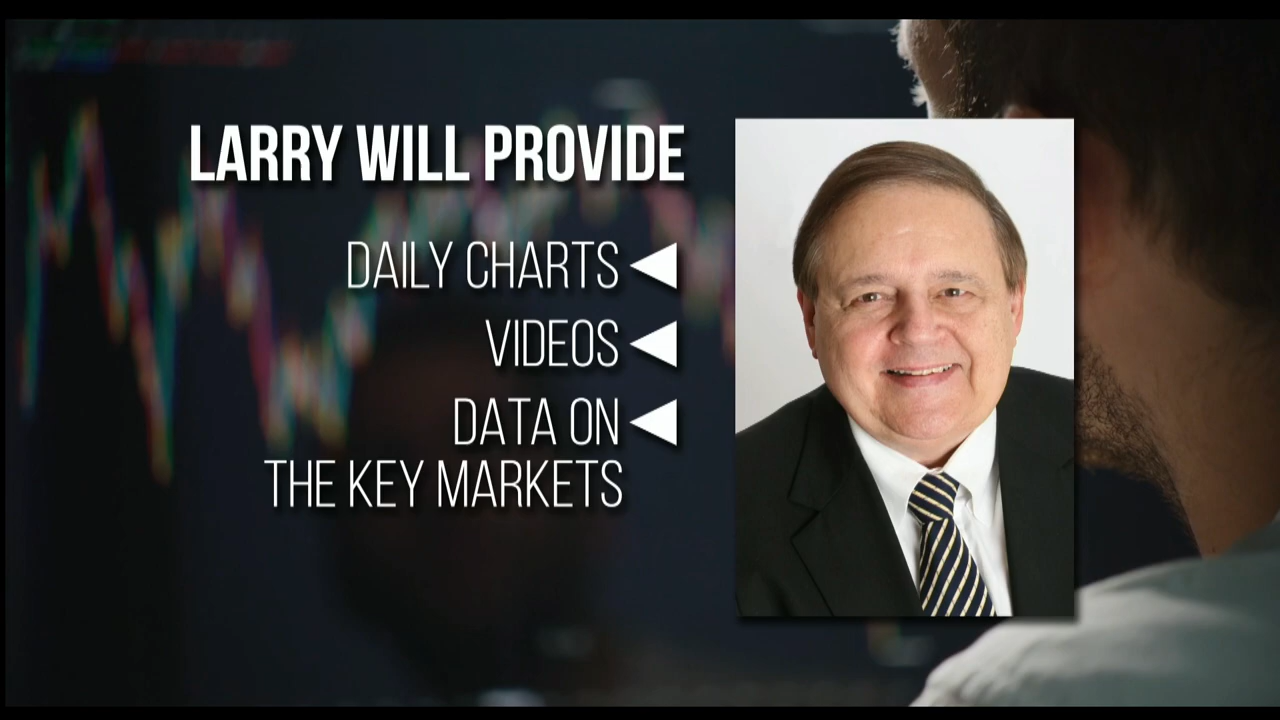 LARRY WILL PROVIDE
DAILY CHARTS
VIDEOS
DATA ON
THE KEY MARKETS